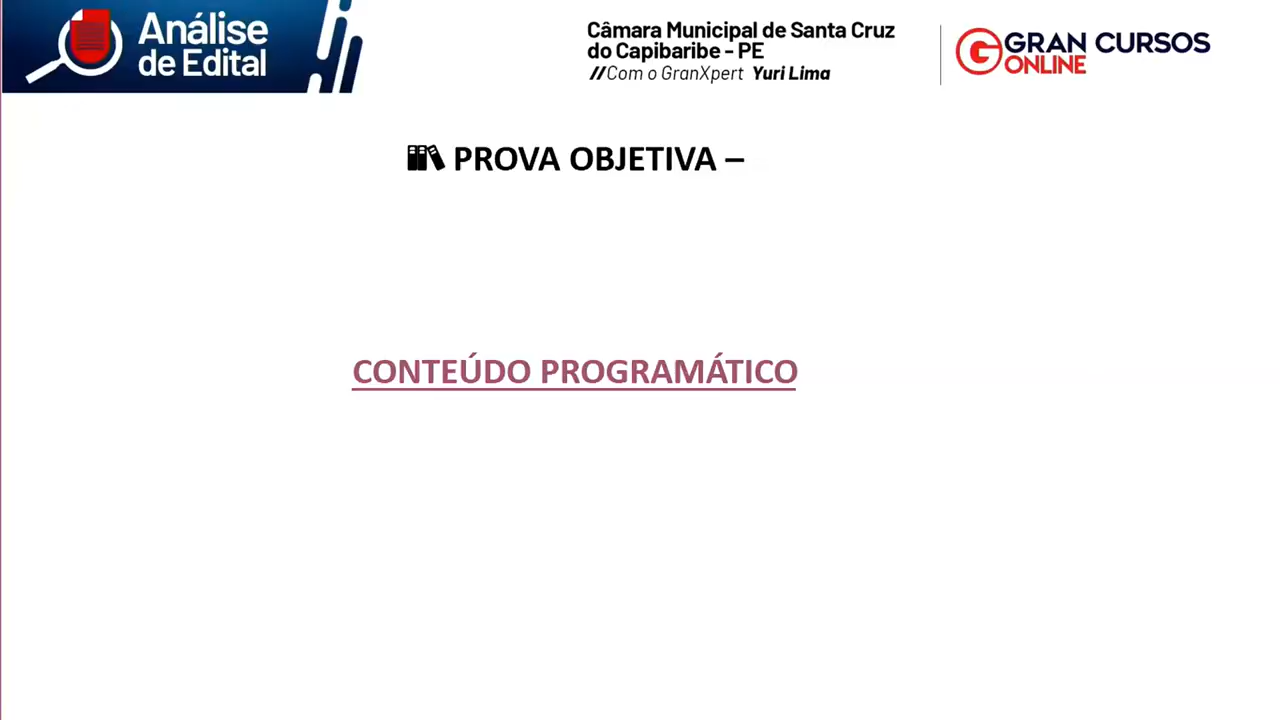 Análise
de Edital
Câmara Municipal de Santa Cruz
do Capibaribe - PE
//Com o GranXpert Yuri Lima
G GRAN CURSOS
ONLINE
PROVA OBJETIVA –
CONTEÚDO PROGRAMÁTICO